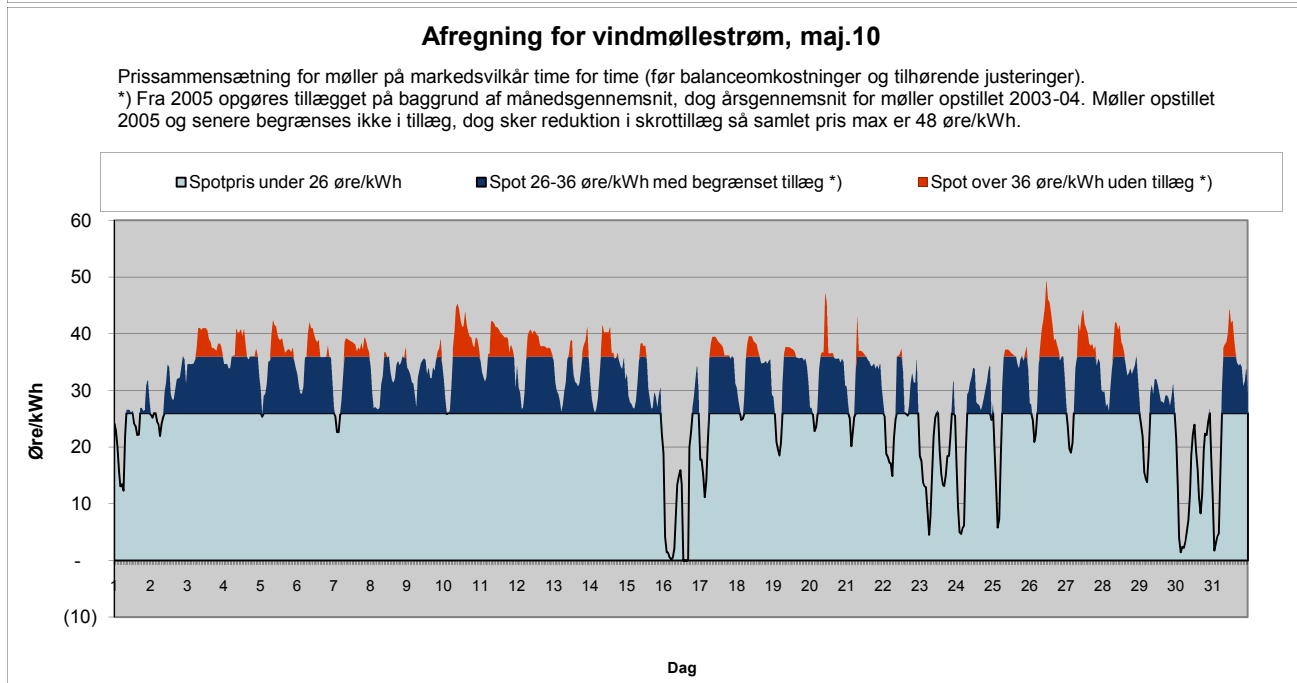 Afregning for vindmøllestrøm, maj.10
Prissammensætning for møller på markedsvilkår time for time (før balanceomkostninger og tilhørende justeringer).
*) Fra 2005 opgøres tillægget på baggrund af månedsgennemsnit, dog årsgennemsnit for møller opstillet 2003-04. Møller opstillet
2005 og senere begrænses ikke i tillæg, dog sker reduktion i skrottillæg så samlet pris max er 48 øre/kWh.
Spotpris under 26 øre/kWh Spot 26-36 øre/kWh med begrænset tillæg *) Spot over 36 øre/kWh uden tillæg *)
60
50
40
30
20
10
-
(10)
Øre/kWh
1 2 3 4 5 6 7 8 9 10 11 12 13 14 15 16 17 18 19 20 21 22 23 24 25 26 27 28 29 30 31
Dag